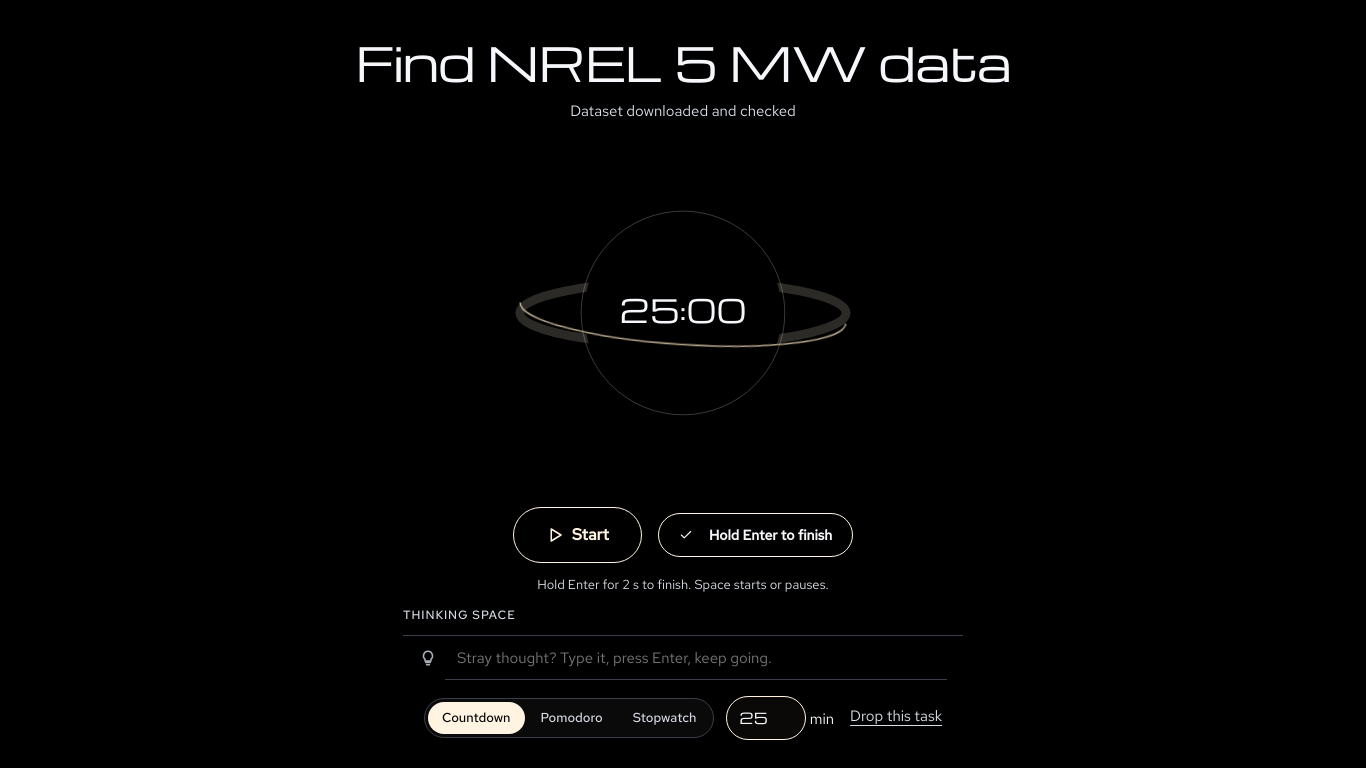 Find NREL 5 MW data
Dataset downloaded and checked
25:00
Start
Hold Enter to finish
Hold Enter for 2 s to finish. Space starts or pauses.
THINKING SPACE
Stray thought? Type it, press Enter, keep going.
Countdown Pomodoro Stopwatch 25 min Drop this task